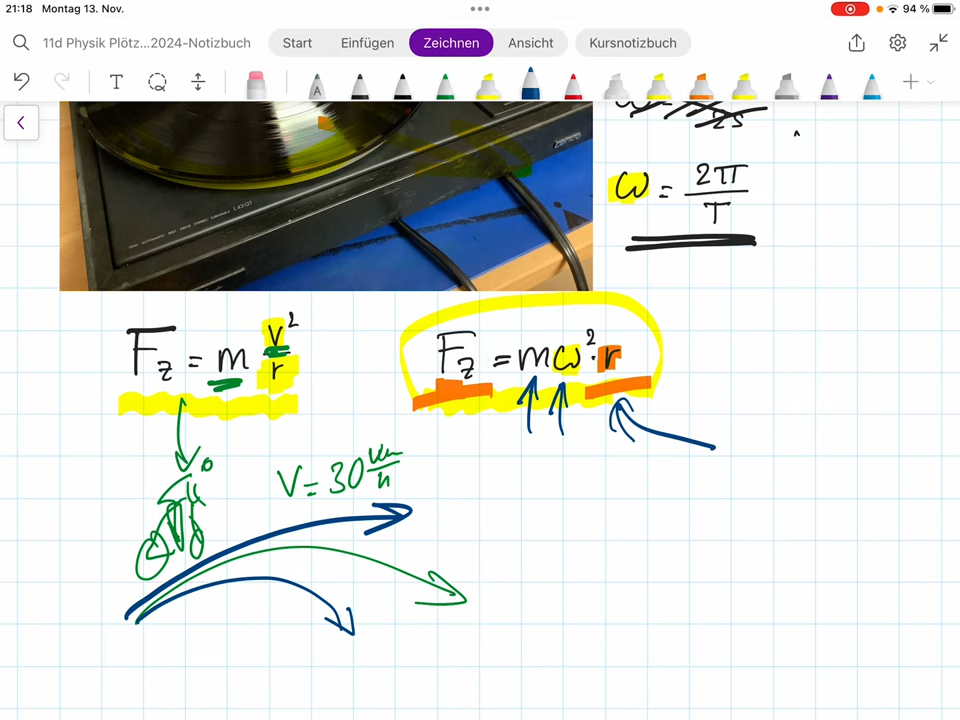 21:18 Montag 13. Nov.
94 %
11d Physik Plötz...2024-Notizbuch
Start Einfügen Zeichnen Ansicht Kursnotizbuch
T
A
2s
ω = 2π / T
F_z = m v² / r
F_z = mω² · r
V = 30 km/h